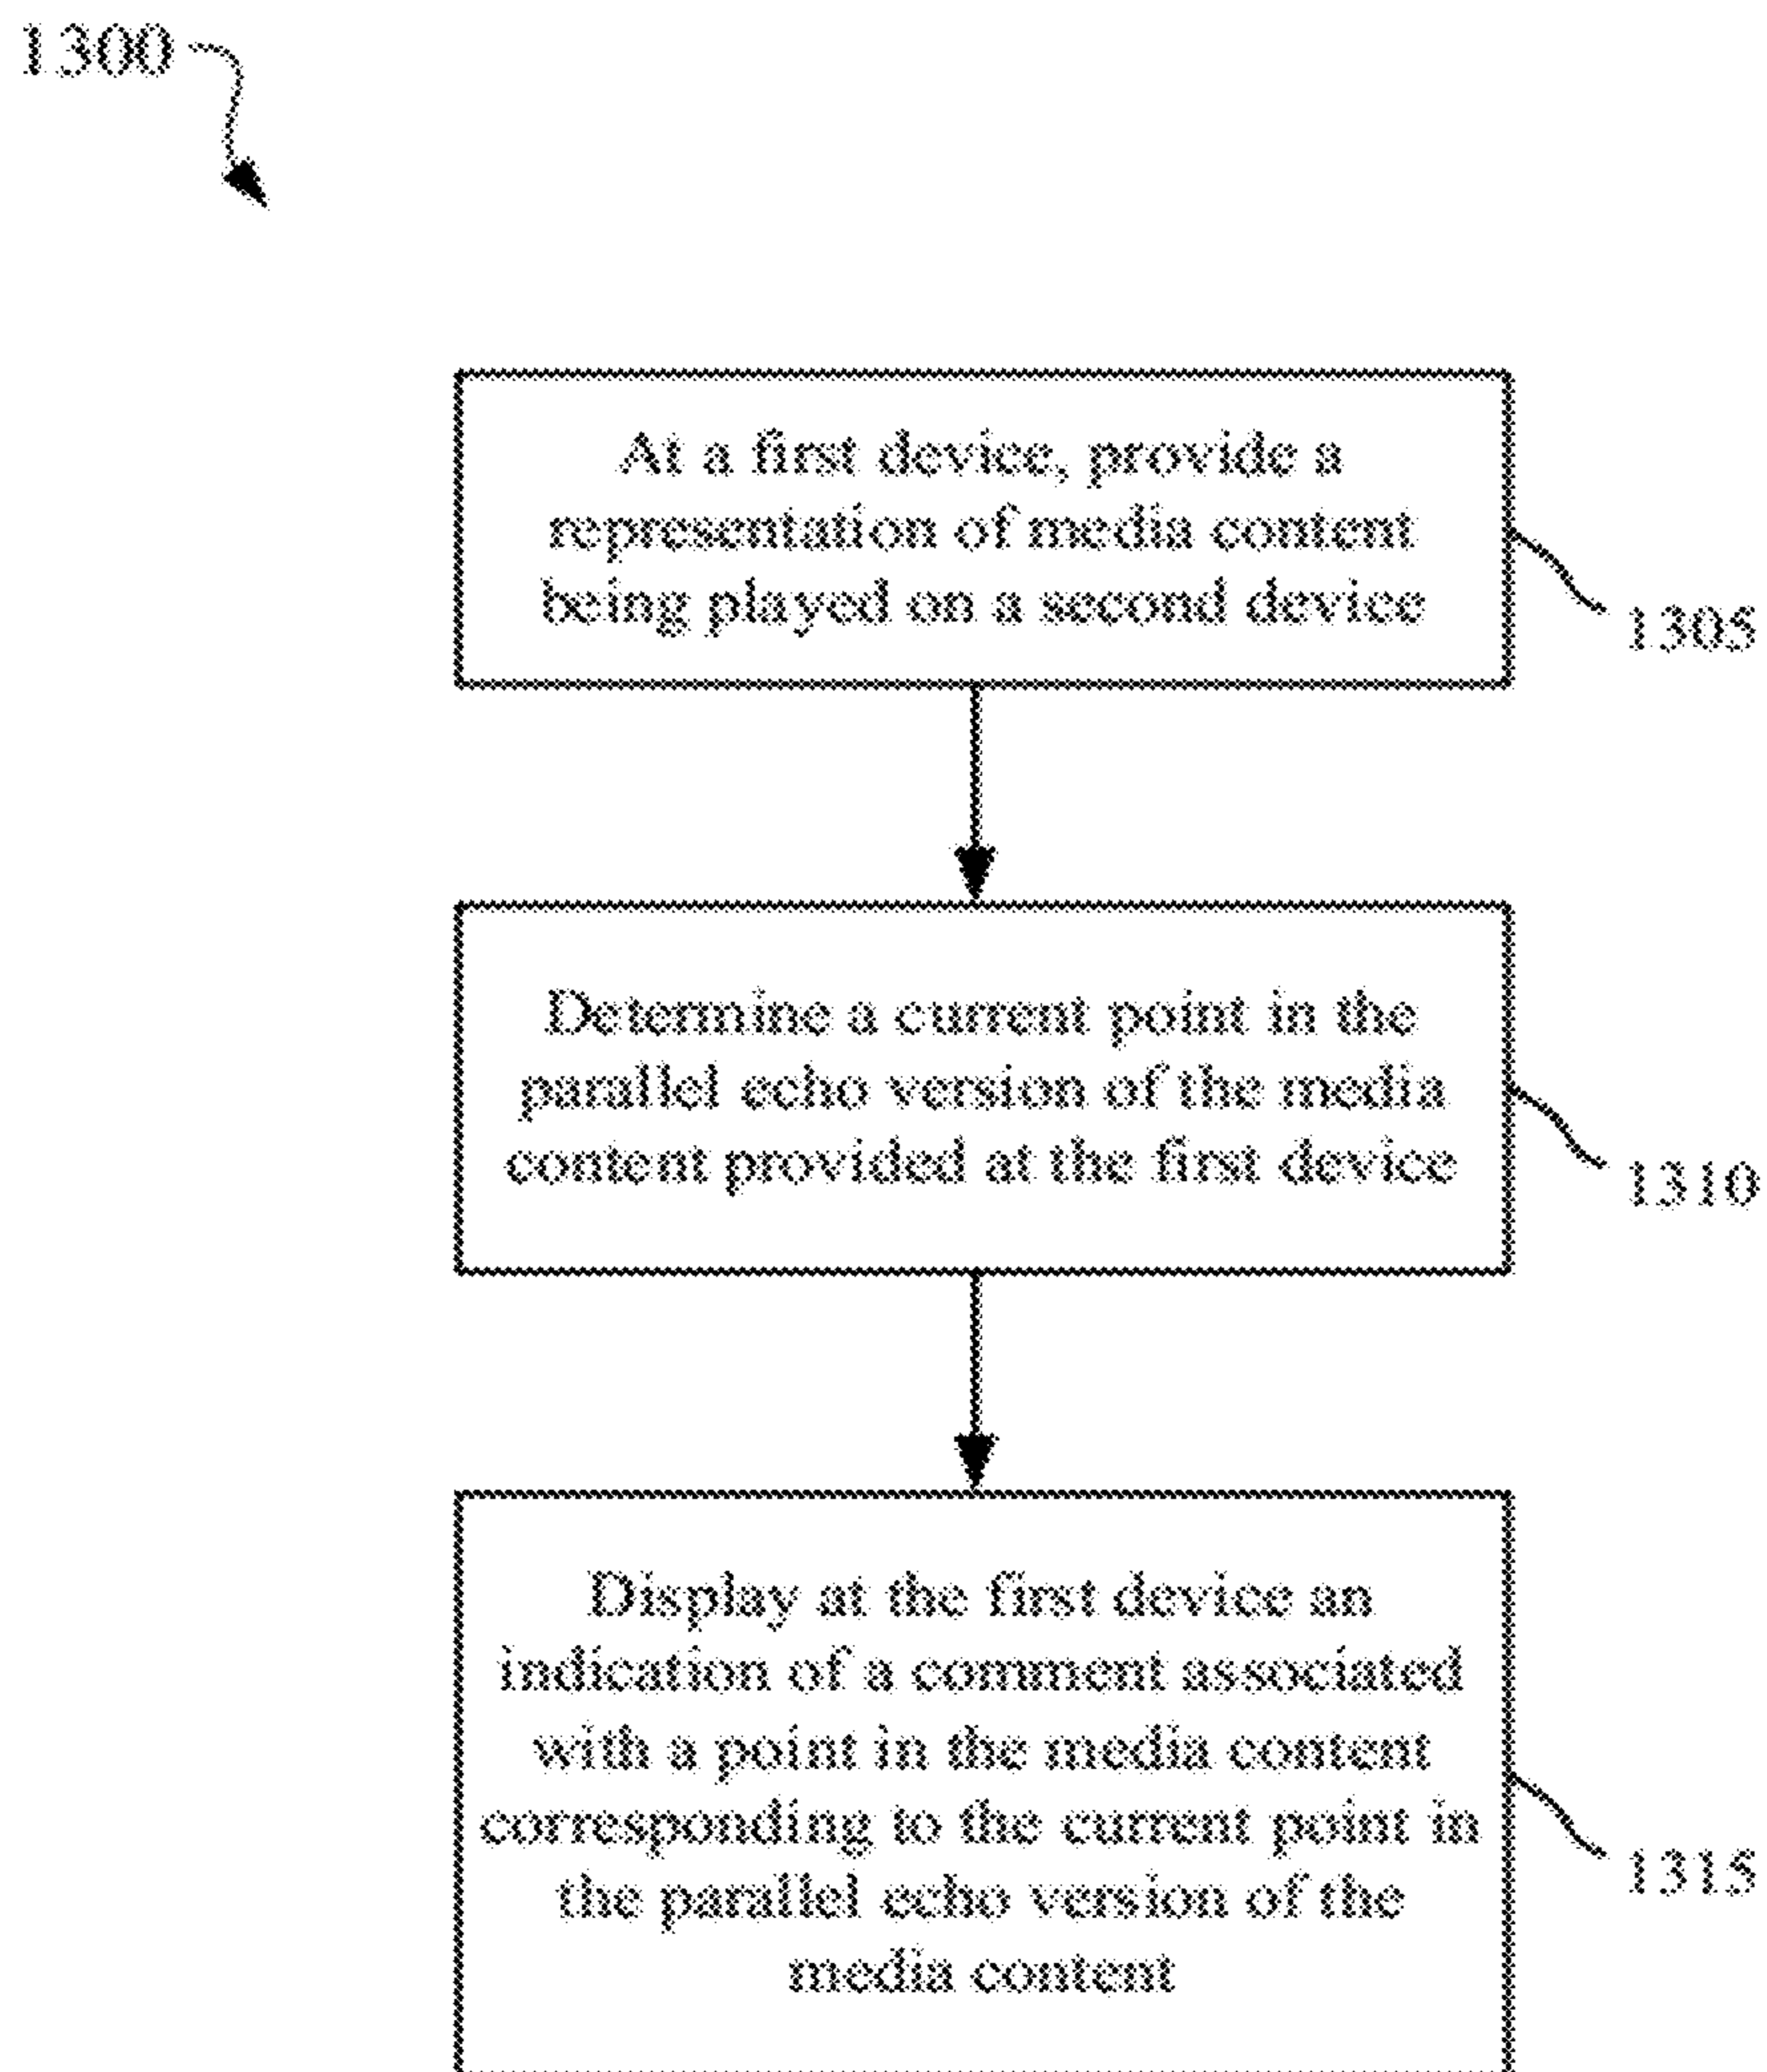 1300
At a first device, provide a
representation of media content
being played on a second device
1305
Determine a current point in the
parallel echo version of the media
content provided at the first device
1310
Display at the first device an
indication of a comment associated
with a point in the media content
corresponding to the current point in
the parallel echo version of the
media content
1315